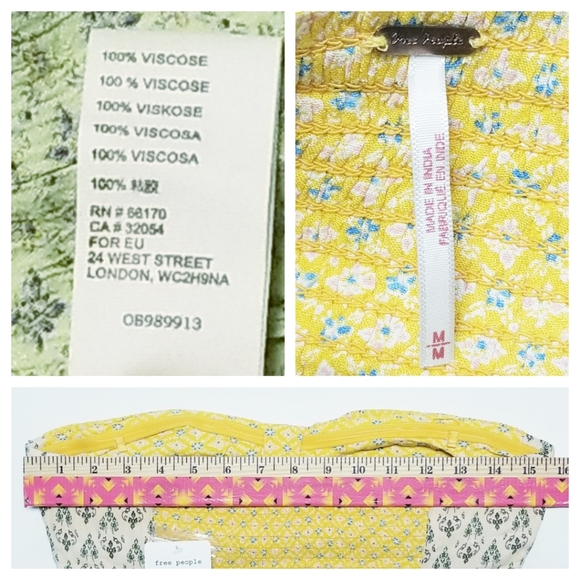 100% VISCOSE
100 % VISCOSE
100% VISKOSE
100% VISCOSA
100% VISCOSA
100% 粘胶
RN # 66170
CA # 32054
FOR EU
24 WEST STREET
LONDON, WC2H9NA
OB989913
free People
MADE IN INDIA
FABRIQUÉ EN INDE
M
M
1 2 3 4 5 6 7 8 9 10 11 12 13 14 15 16
free people